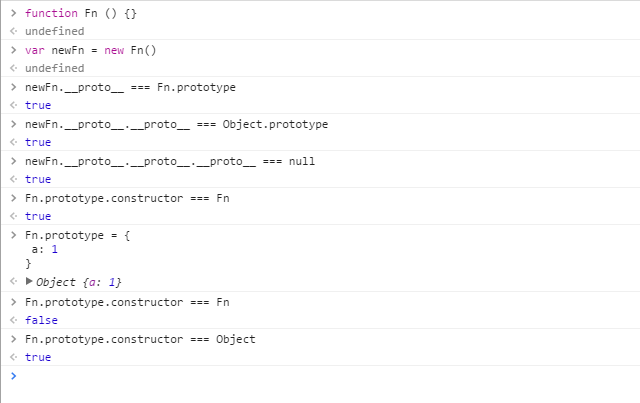 function Fn () {}
undefined
var newFn = new Fn()
undefined
newFn.__proto__ === Fn.prototype
true
newFn.__proto__.__proto__ === Object.prototype
true
newFn.__proto__.__proto__.__proto__ === null
true
Fn.prototype.constructor === Fn
true
Fn.prototype = {
 a: 1
}
Object {a: 1}
Fn.prototype.constructor === Fn
false
Fn.prototype.constructor === Object
true